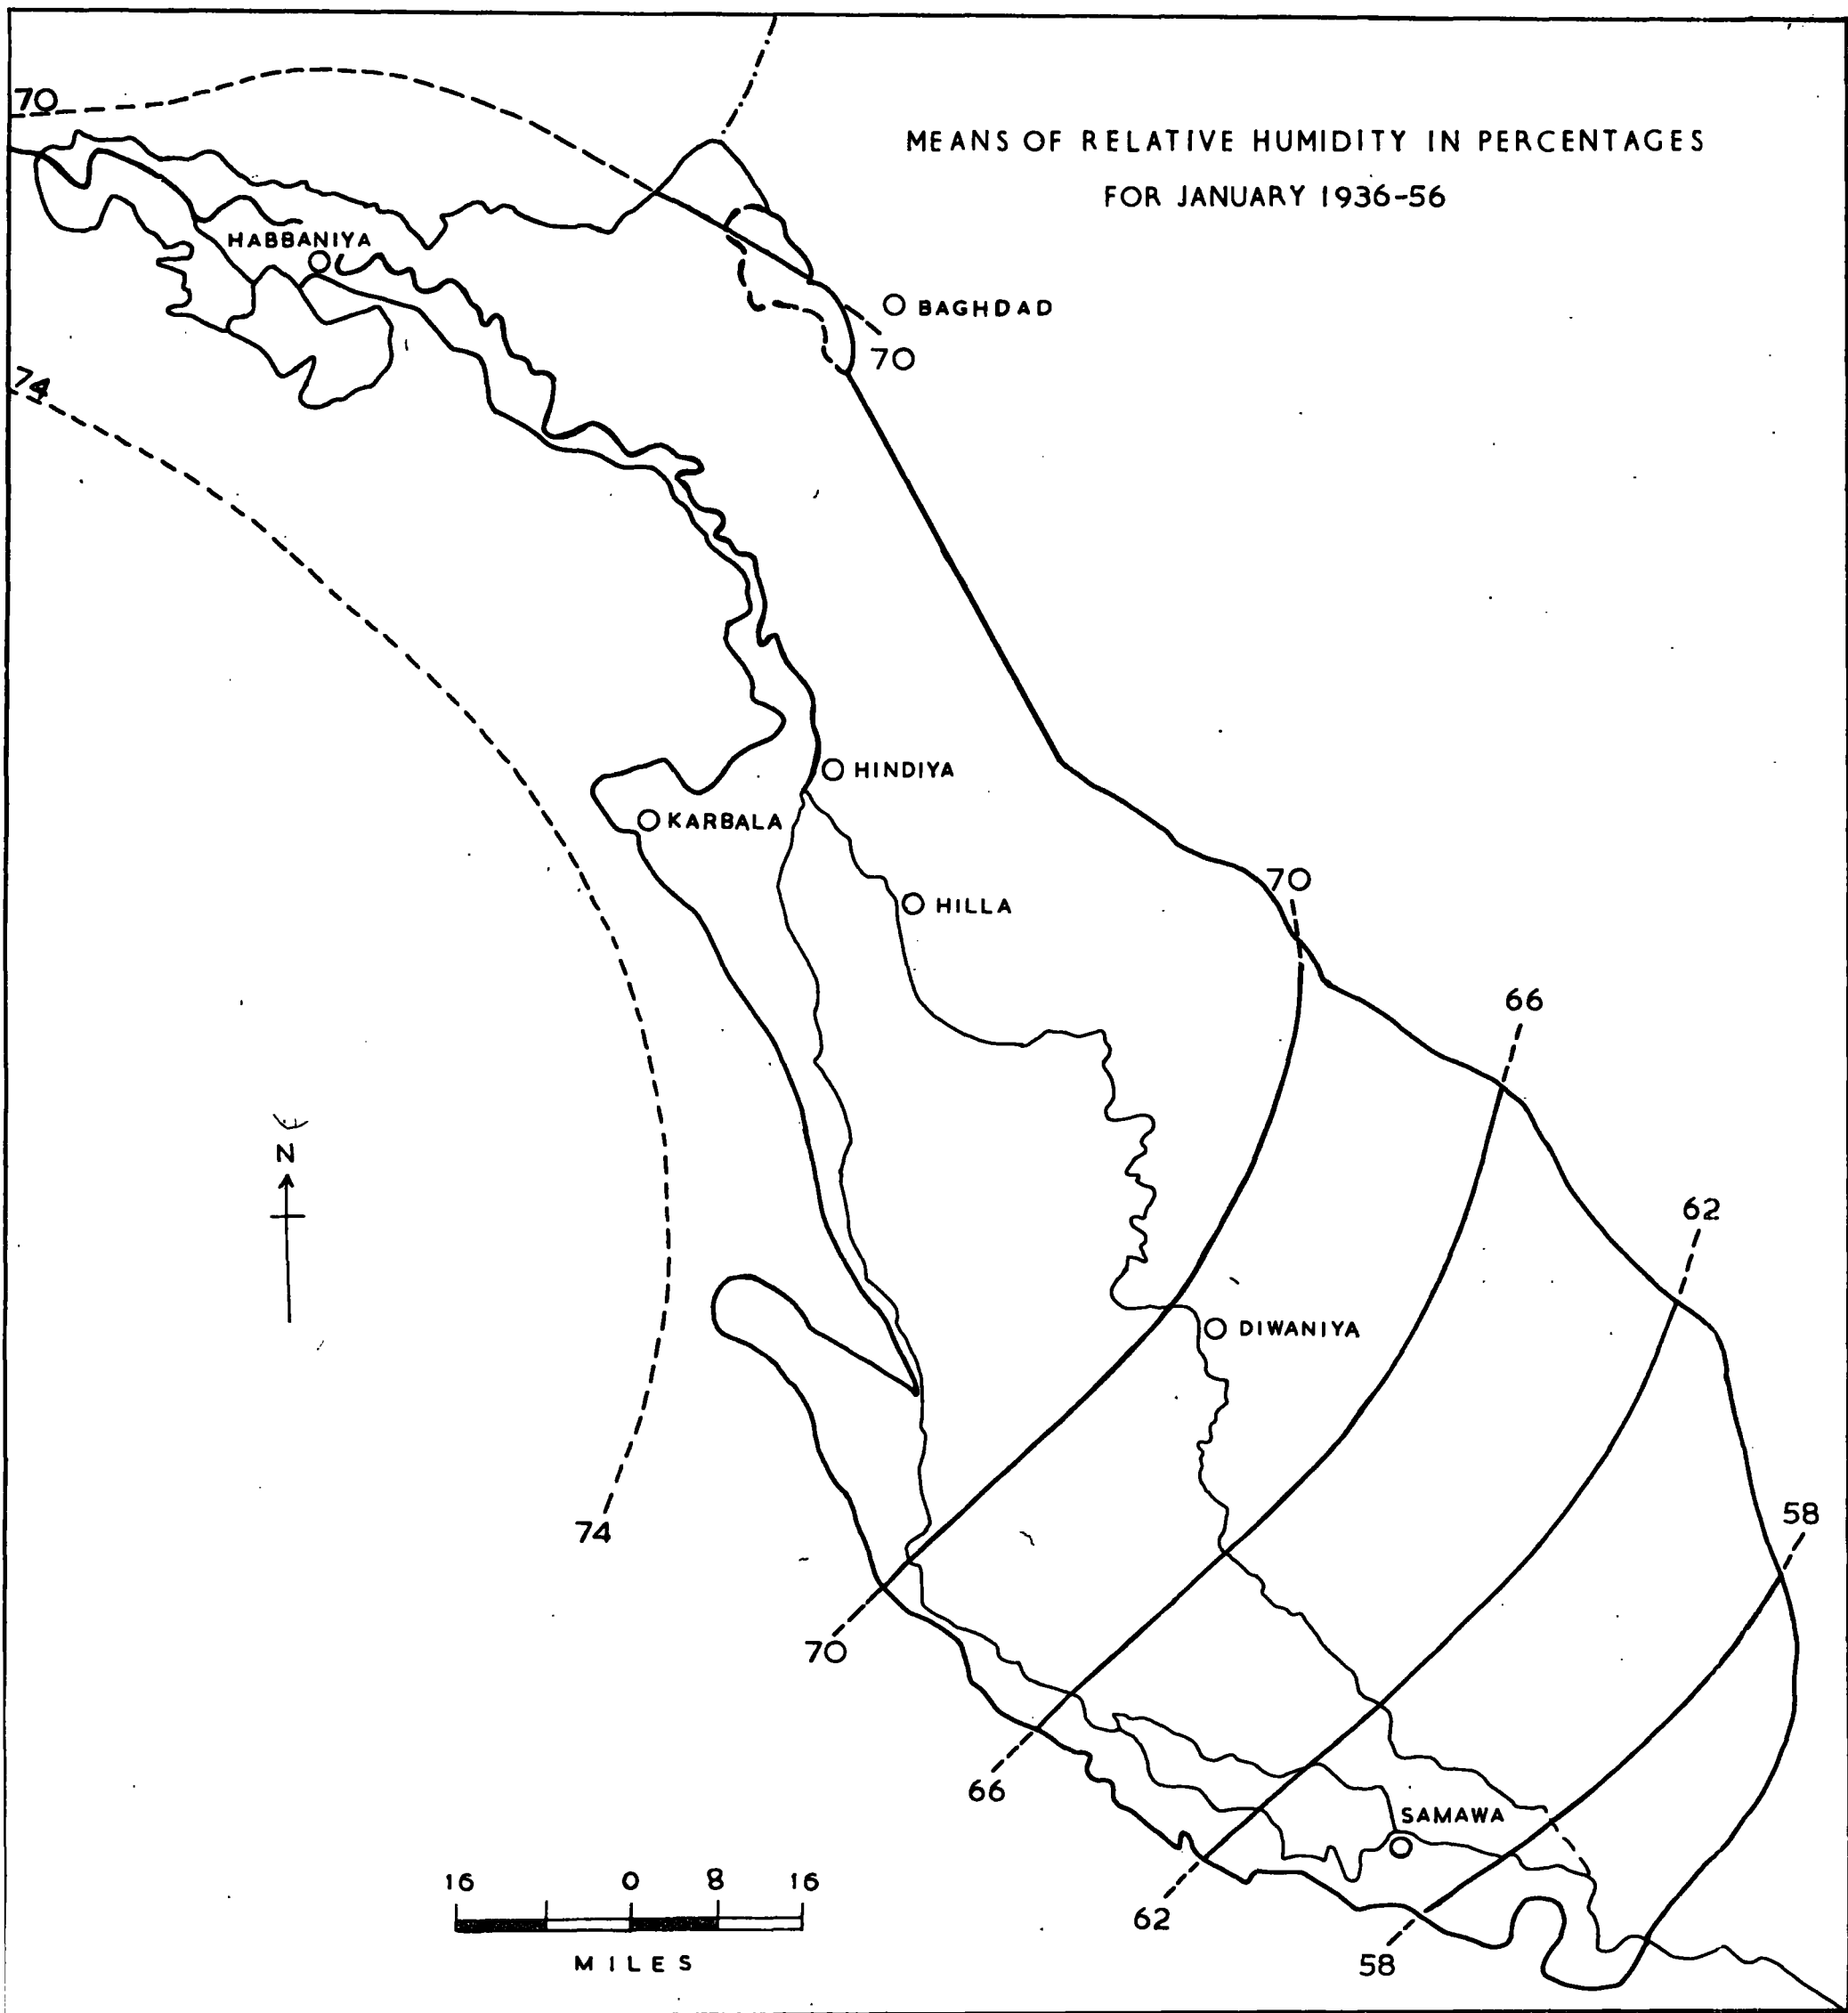 70
MEANS OF RELATIVE HUMIDITY IN PERCENTAGES
FOR JANUARY 1936-56
HABBANIYA
BAGHDAD
70
74
HINDIYA
KARBALA
70
HILLA
66
N
62
DIWANIYA
58
74
70
66
SAMAWA
16 0 8 16
62
MILES
58